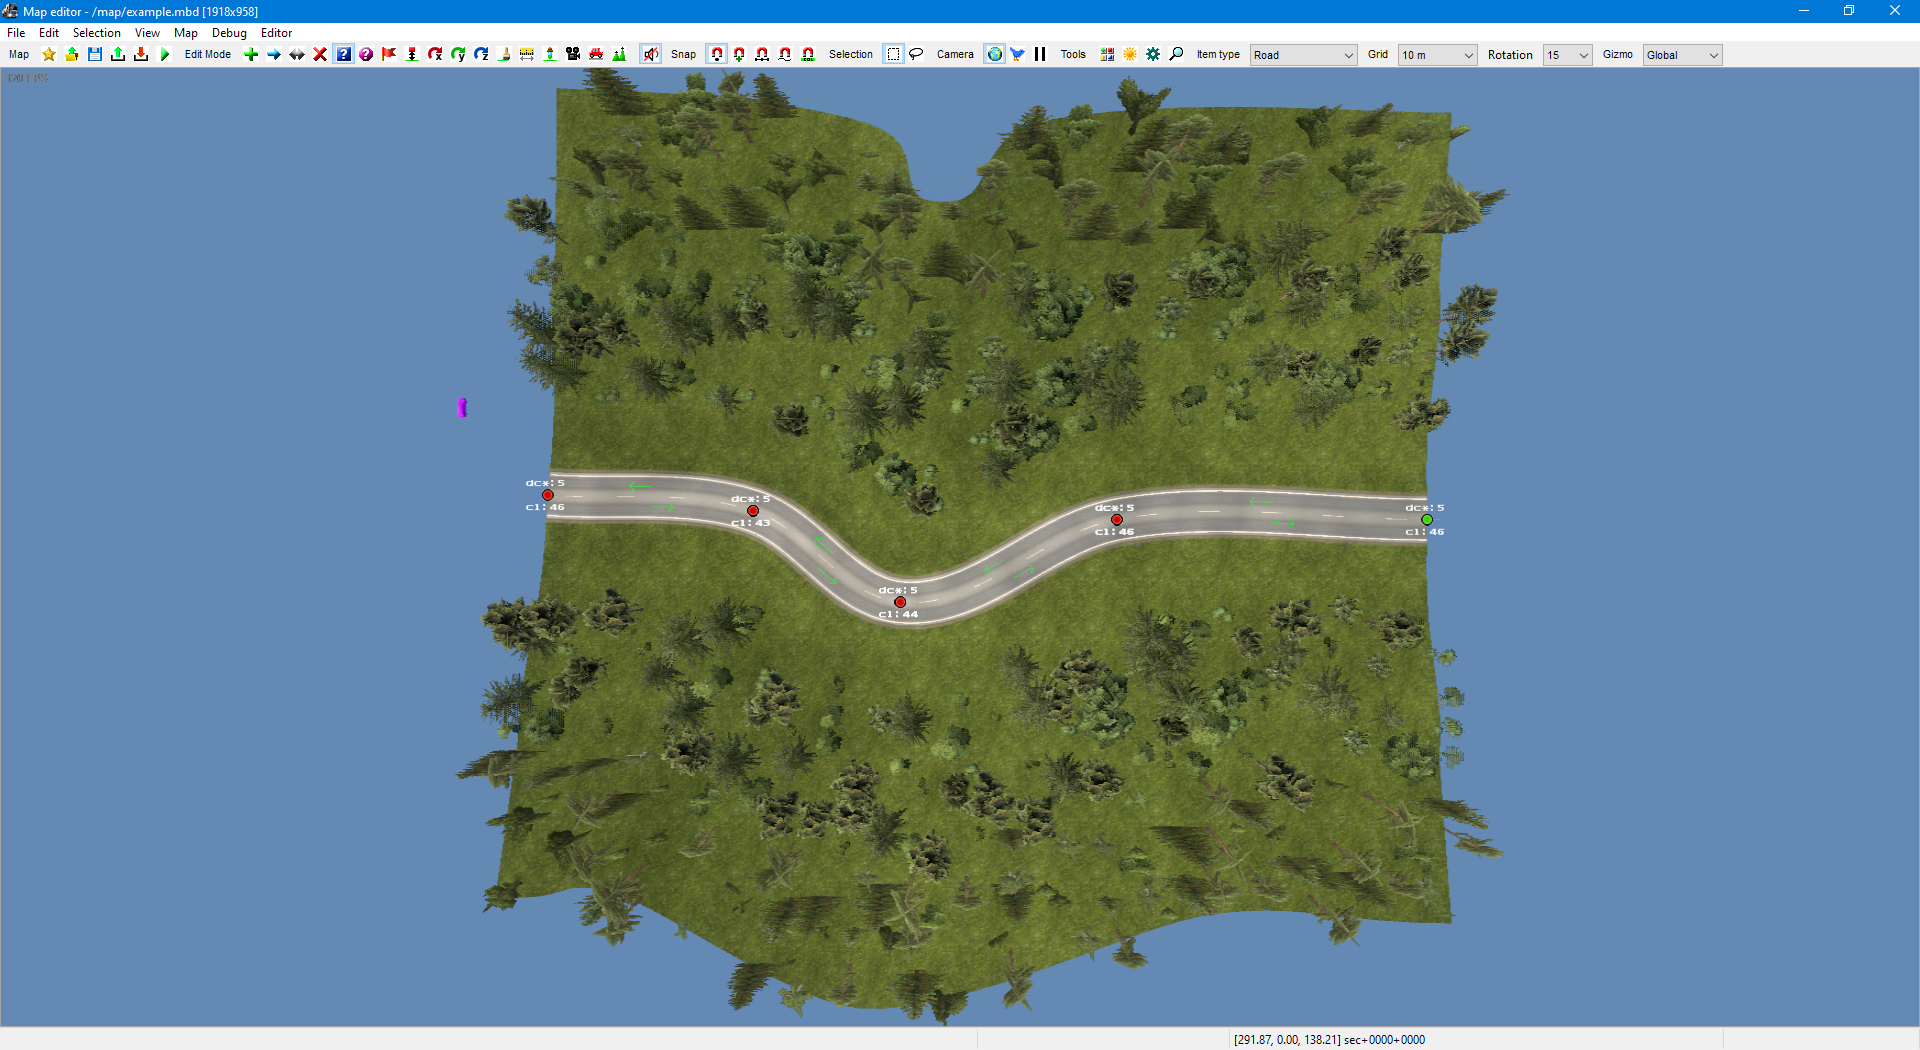 Map editor - /map/example.mbd [1918x958]
File Edit Selection View Map Debug Editor
Map Edit Mode Snap Selection Camera Tools Item type Road Grid 10 m Rotation 15 Gizmo Global
dc*:5
cl:46
dc*:5
cl:43
dc*:5
cl:44
dc*:5
cl:46
dc*:5
cl:46
[291.87, 0.00, 138.21] sec+0000+0000